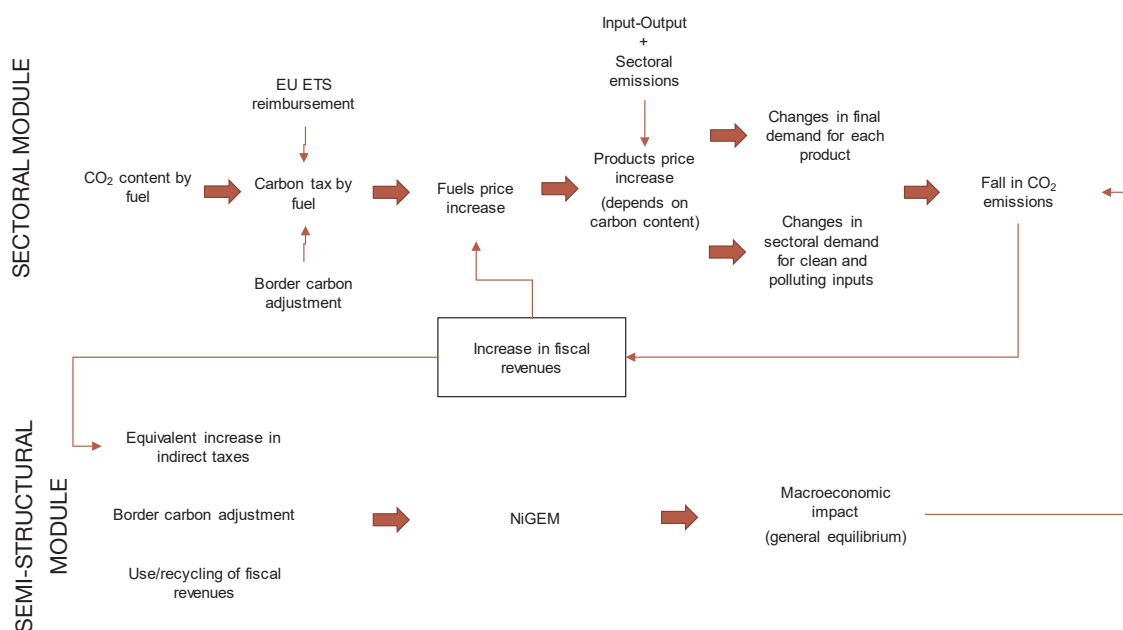 SECTORAL MODULE
Input-Output
+
Sectoral
emissions
EU ETS
reimbursement
CO₂ content by
fuel
Carbon tax by
fuel
Border carbon
adjustment
Fuels price
increase
Products price
increase
(depends on
carbon content)
Changes in final
demand for each
product
Changes in
sectoral demand
for clean and
polluting inputs
Fall in CO₂
emissions
Increase in fiscal
revenues
SEMI-STRUCTURAL
MODULE
Equivalent increase in
indirect taxes
Border carbon adjustment
Use/recycling of fiscal
revenues
NiGEM
Macroeconomic
impact
(general equilibrium)